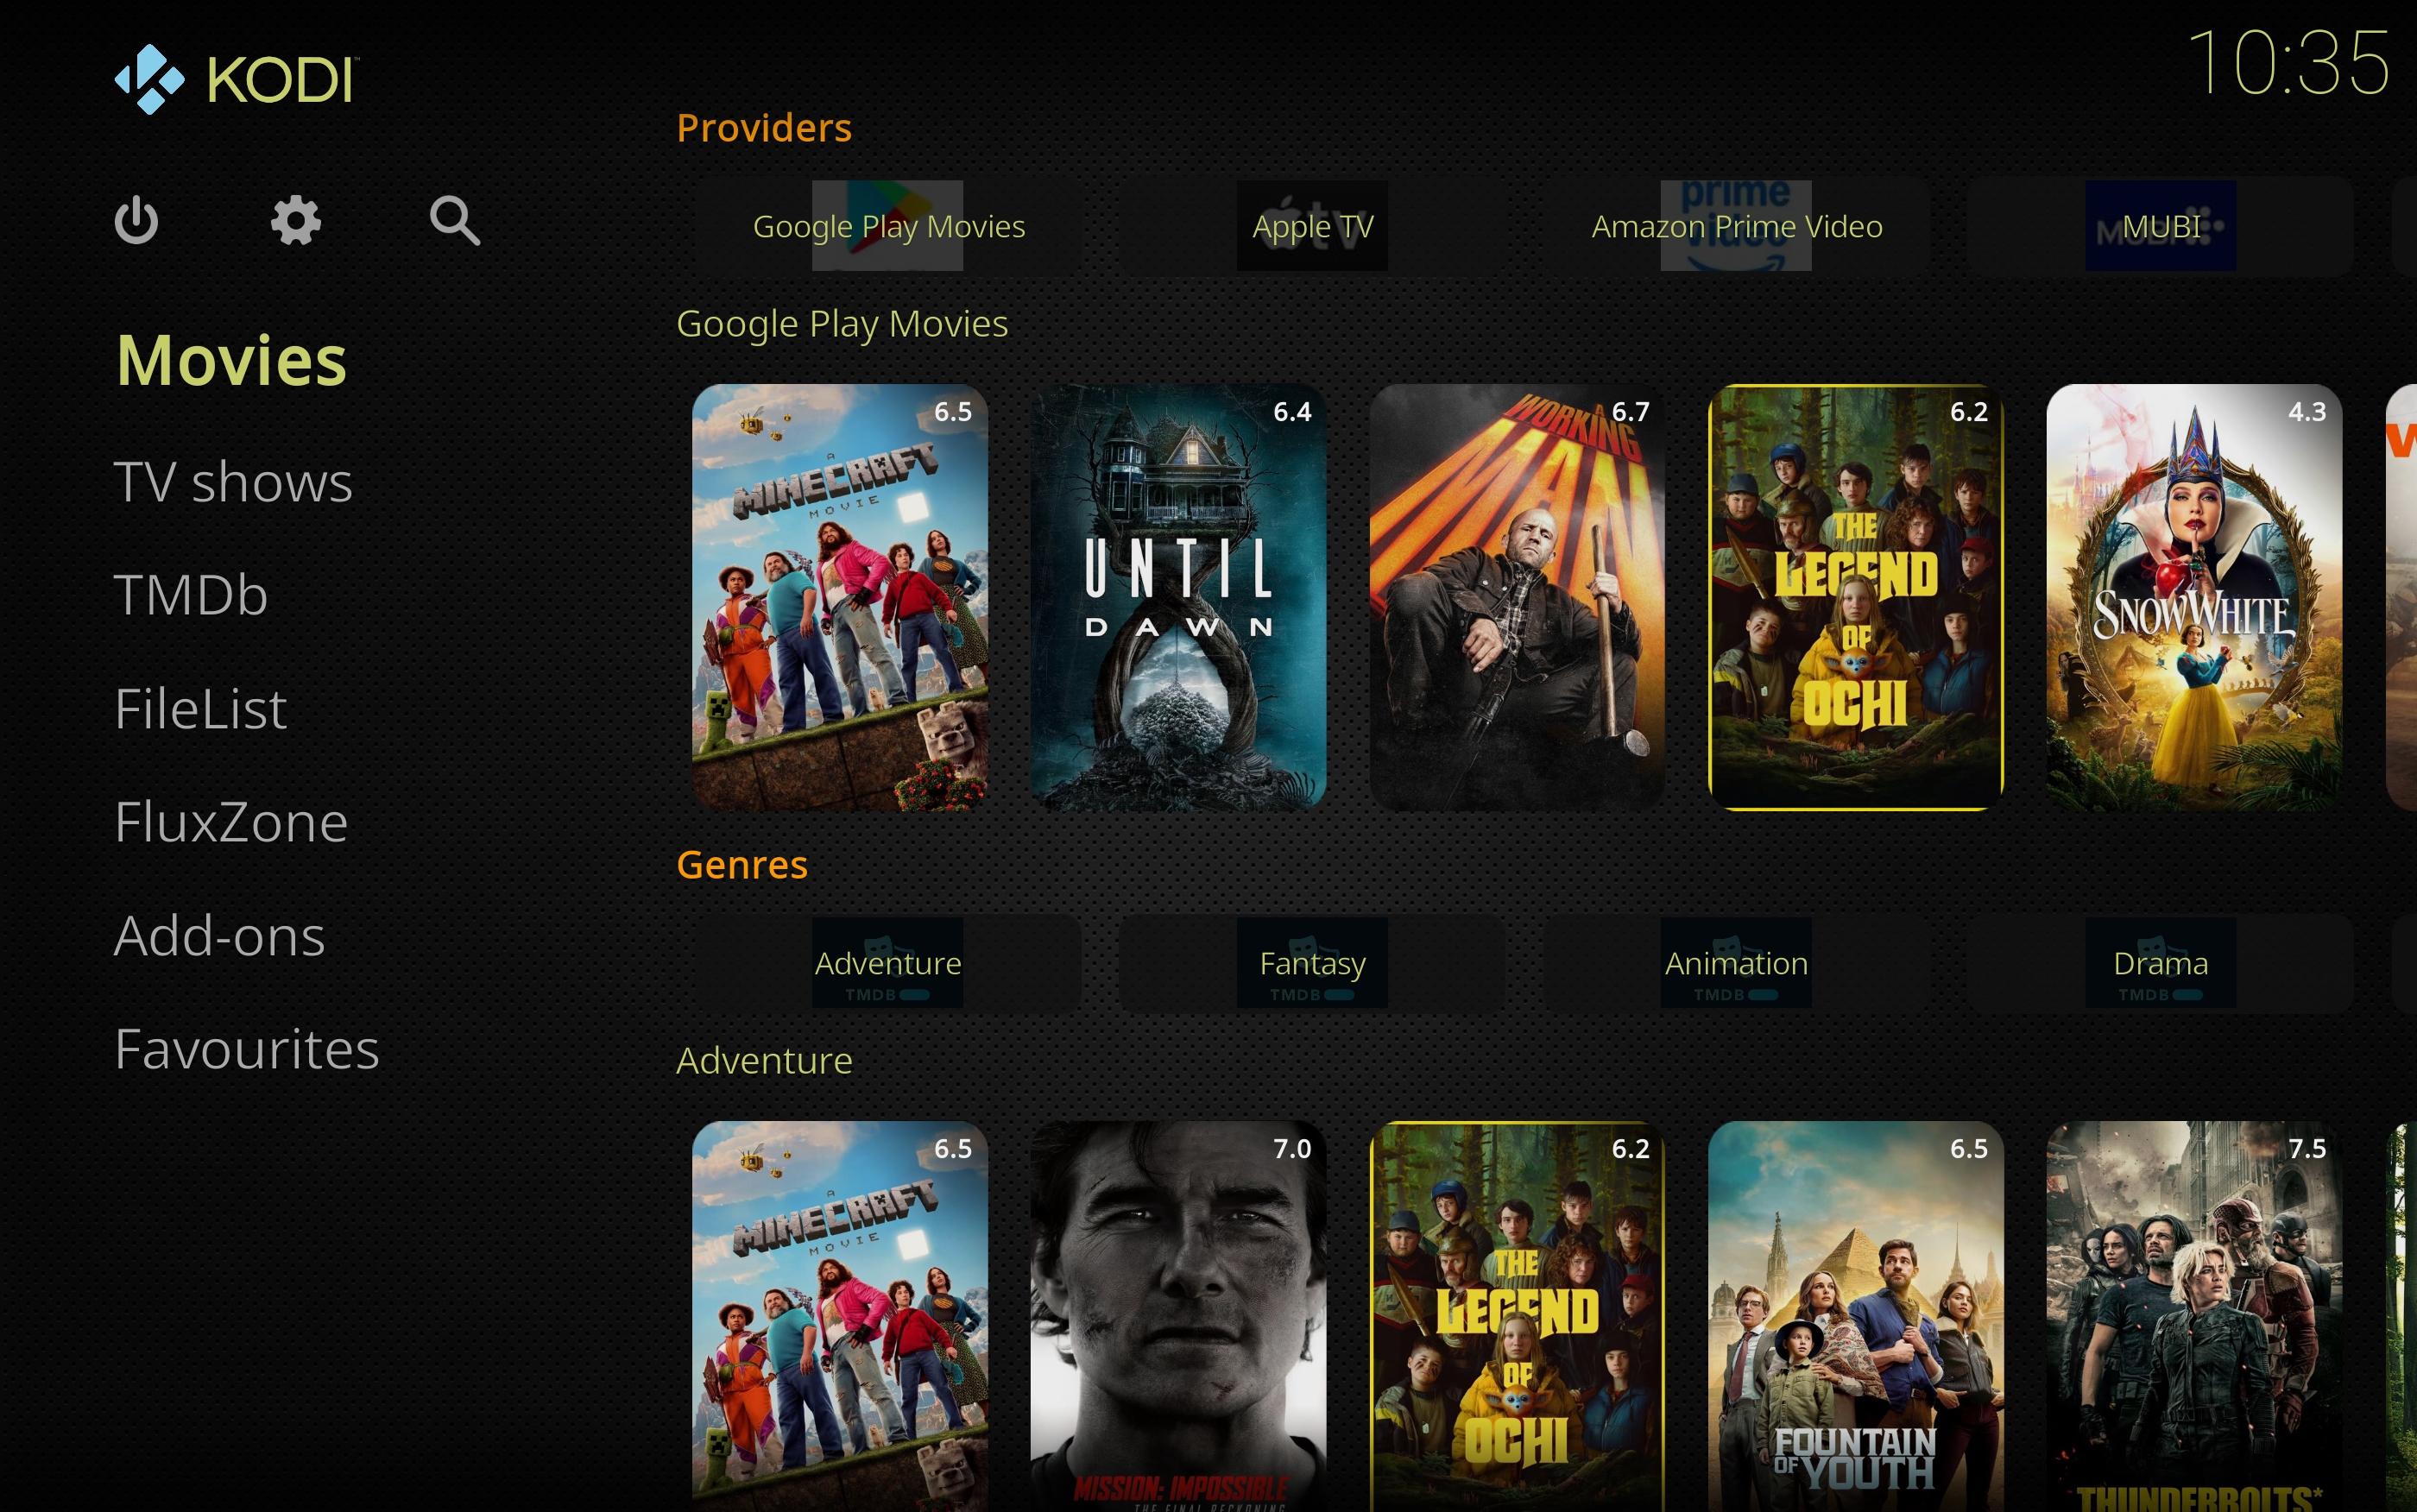 KODI
10:35
Movies
TV shows
TMDb
FileList
FluxZone
Add-ons
Favourites
Providers
Google Play Movies
Apple TV
tv
Amazon Prime Video
prime
video
MUBI
MUBI
Google Play Movies
6.5
A
MINECRAFT
MOVIE
6.4
UNTIL
DAWN
6.7
A
WORKING
MAN
6.2
THE
LEGEND
OF
OCHI
4.3
SNOW WHITE
Genres
Adventure
TMDB
Fantasy
TMDB
Animation
TMDB
Drama
TMDB
Adventure
6.5
A
MINECRAFT
MOVIE
7.0
MISSION: IMPOSSIBLE
THE FINAL RECKONING
6.2
THE
LEGEND
OF
OCHI
6.5
FOUNTAIN
OF YOUTH
7.5
THUNDERBOLTS*